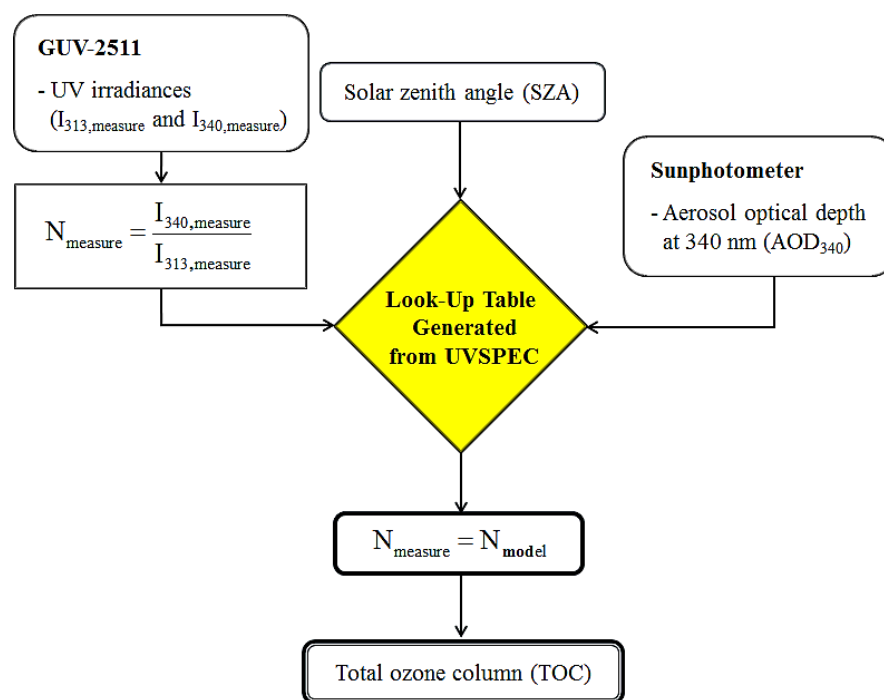 GUV-2511
- UV irradiances
(I313,measure and I340,measure)
Solar zenith angle (SZA)
Sunphotometer
- Aerosol optical depth
at 340 nm (AOD340)
Nmeasure = I340,measure
I313,measure
Look-Up Table
Generated
from UVSPEC
Nmeasure = Nmodel
Total ozone column (TOC)